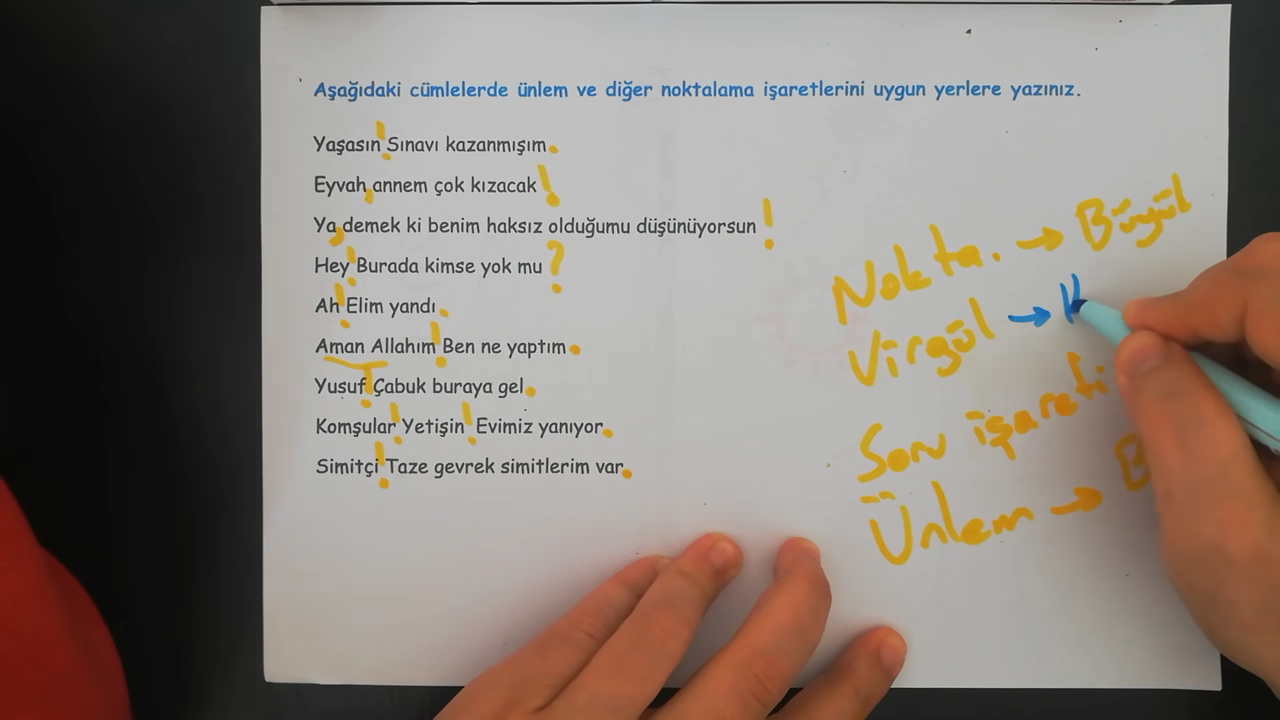 Aşağıdaki cümlelerde ünlem ve diğer noktalama işaretlerini uygun yerlere yazınız.
Yaşasın! Sınavı kazanmışım.
Eyvah, annem çok kızacak!
Ya, demek ki benim haksız olduğumu düşünüyorsun!
Hey! Burada kimse yok mu?
Ah! Elim yandı.
Aman Allahım! Ben ne yaptım.
Yusuf! Çabuk buraya gel.
Komşular! Yetişin! Evimiz yanıyor.
Simitçi! Taze gevrek simitlerim var.
Nokta. → Büyül
Virgül → K
Soru işareti
Ünlem → B